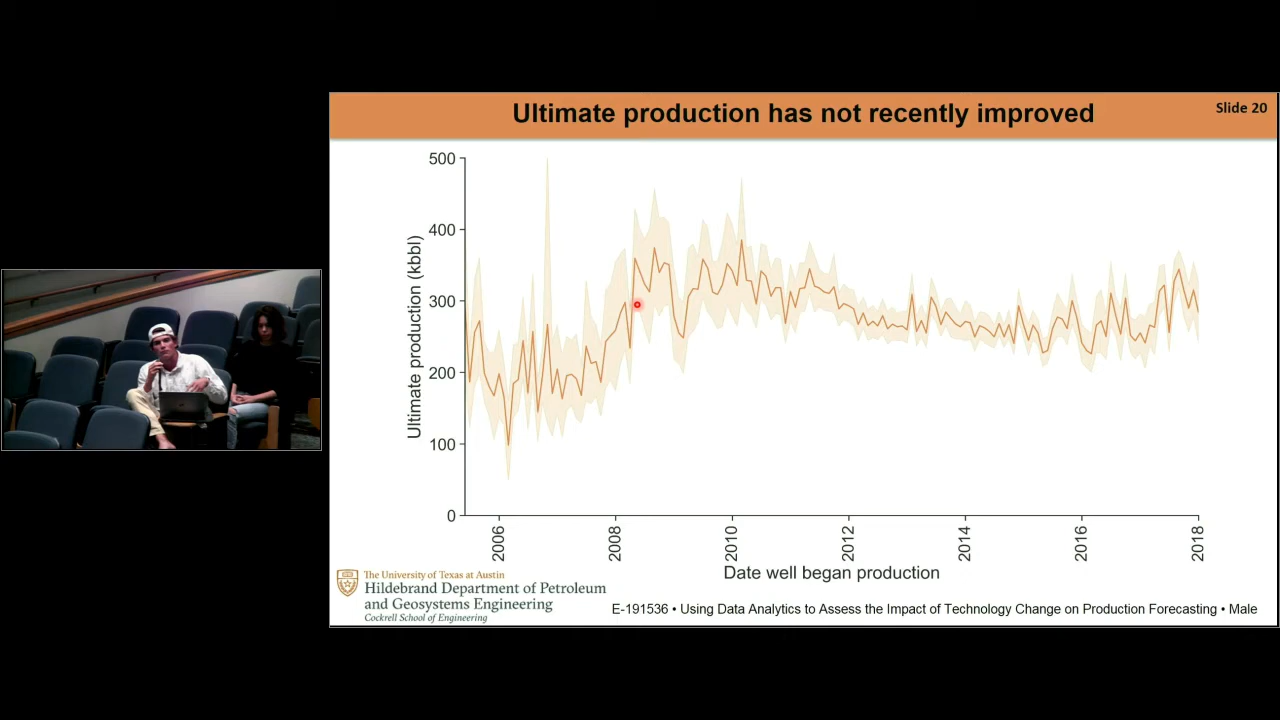 Ultimate production has not recently improved
Slide 20
500
400
300
200
100
0
Ultimate production (kbbl)
2006
2008
2010
2012
2014
2016
2018
Date well began production
The University of Texas at Austin
Hildebrand Department of Petroleum
and Geosystems Engineering
Cockrell School of Engineering
E-191536 • Using Data Analytics to Assess the Impact of Technology Change on Production Forecasting • Male